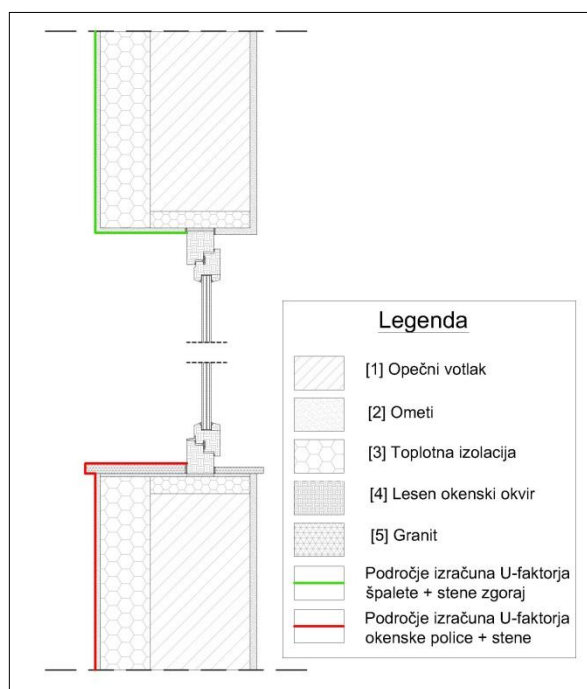 Legenda
[1] Opečni votlak
[2] Ometi
[3] Toplotna izolacija
[4] Lesen okenski okvir
[5] Granit
Področje izračuna U-faktorja
špalete + stene zgoraj
Področje izračuna U-faktorja
okenske police + stene